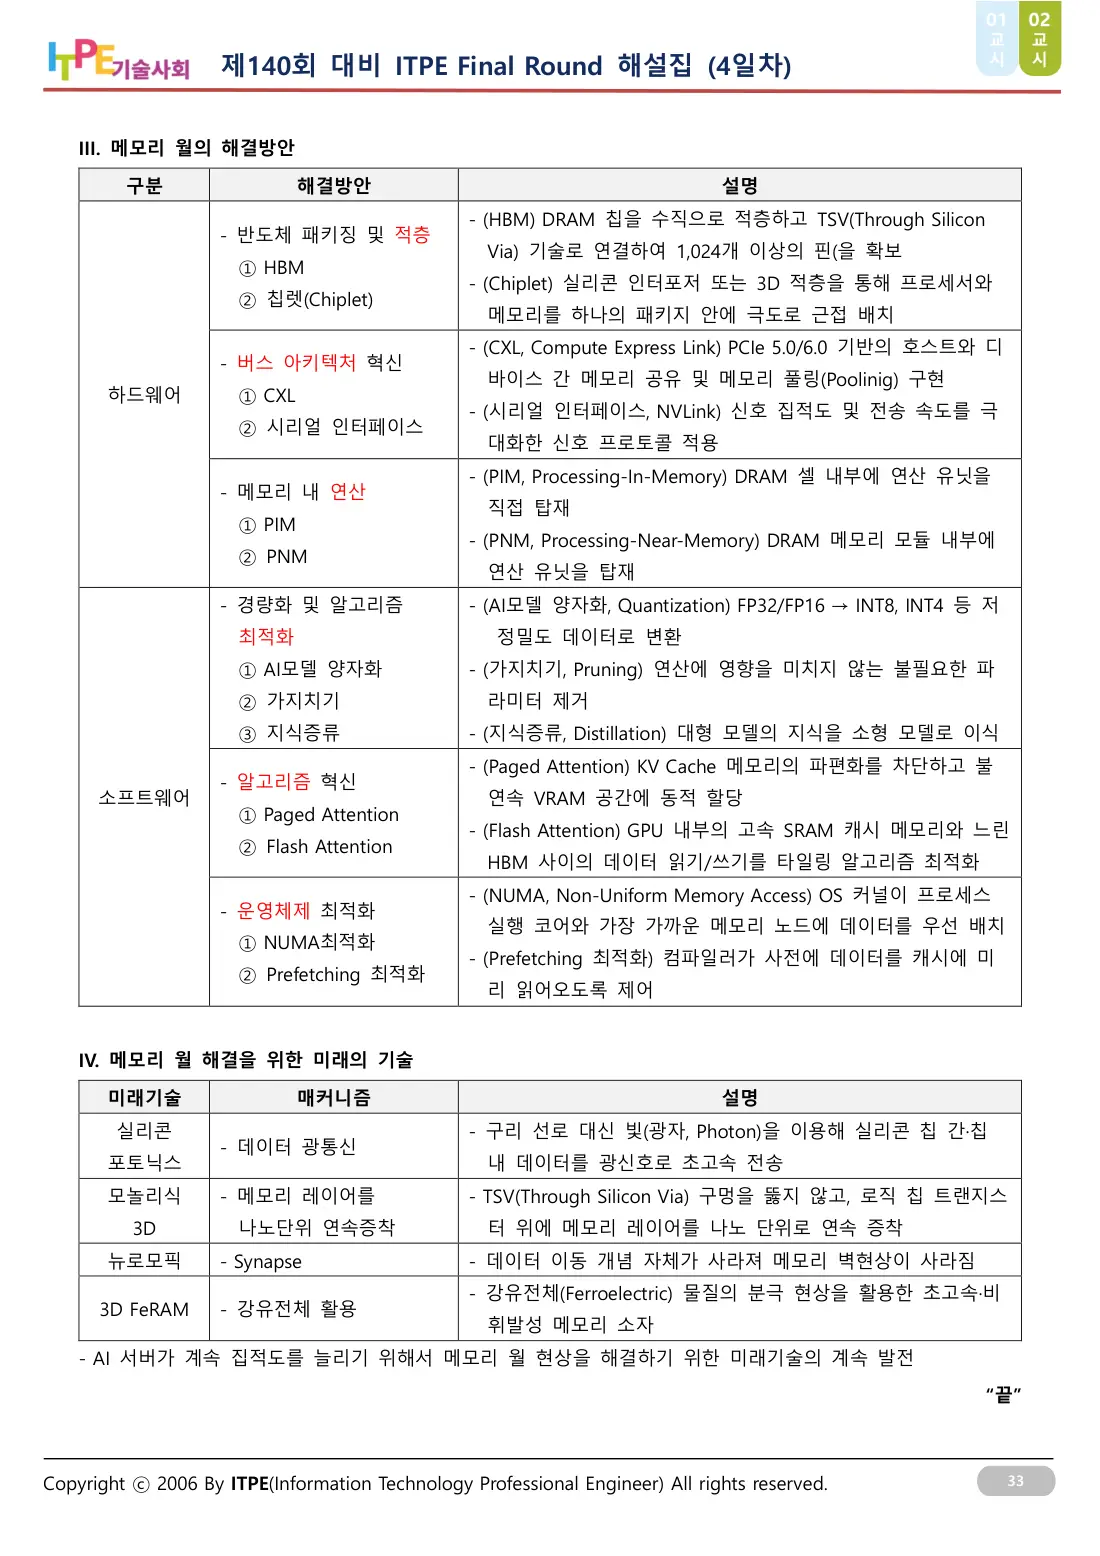 01 교시
02 교시
ITPE기술사회
제140회 대비 ITPE Final Round 해설집 (4일차)
III. 메모리 월의 해결방안
구분 해결방안 설명
하드웨어
- 반도체 패키징 및 적층
① HBM
② 칩렛(Chiplet)
- (HBM) DRAM 칩을 수직으로 적층하고 TSV(Through Silicon
Via) 기술로 연결하여 1,024개 이상의 핀(을 확보
- (Chiplet) 실리콘 인터포저 또는 3D 적층을 통해 프로세서와
메모리를 하나의 패키지 안에 극도로 근접 배치
- 버스 아키텍처 혁신
① CXL
② 시리얼 인터페이스
- (CXL, Compute Express Link) PCIe 5.0/6.0 기반의 호스트와 디
바이스 간 메모리 공유 및 메모리 풀링(Poolinig) 구현
- (시리얼 인터페이스, NVLink) 신호 집적도 및 전송 속도를 극
대화한 신호 프로토콜 적용
- 메모리 내 연산
① PIM
② PNM
- (PIM, Processing-In-Memory) DRAM 셀 내부에 연산 유닛을
직접 탑재
- (PNM, Processing-Near-Memory) DRAM 메모리 모듈 내부에
연산 유닛을 탑재
소프트웨어
- 경량화 및 알고리즘
최적화
① AI모델 양자화
② 가지치기
③ 지식증류
- (AI모델 양자화, Quantization) FP32/FP16 → INT8, INT4 등 저
정밀도 데이터로 변환
- (가지치기, Pruning) 연산에 영향을 미치지 않는 불필요한 파
라미터 제거
- (지식증류, Distillation) 대형 모델의 지식을 소형 모델로 이식
- 알고리즘 혁신
① Paged Attention
② Flash Attention
- (Paged Attention) KV Cache 메모리의 파편화를 차단하고 불
연속 VRAM 공간에 동적 할당
- (Flash Attention) GPU 내부의 고속 SRAM 캐시 메모리와 느린
HBM 사이의 데이터 읽기/쓰기를 타일링 알고리즘 최적화
- 운영체제 최적화
① NUMA최적화
② Prefetching 최적화
- (NUMA, Non-Uniform Memory Access) OS 커널이 프로세스
실행 코어와 가장 가까운 메모리 노드에 데이터를 우선 배치
- (Prefetching 최적화) 컴파일러가 사전에 데이터를 캐시에 미
리 읽어오도록 제어
IV. 메모리 월 해결을 위한 미래의 기술
미래기술 매커니즘 설명
실리콘
포토닉스
- 데이터 광통신
- 구리 선로 대신 빛(광자, Photon)을 이용해 실리콘 칩 간·칩
내 데이터를 광신호로 초고속 전송
모놀리식
3D
- 메모리 레이어를
나노단위 연속증착
- TSV(Through Silicon Via) 구멍을 뚫지 않고, 로직 칩 트랜지스
터 위에 메모리 레이어를 나노 단위로 연속 증착
뉴로모픽 - Synapse - 데이터 이동 개념 자체가 사라져 메모리 벽현상이 사라짐
3D FeRAM - 강유전체 활용
- 강유전체(Ferroelectric) 물질의 분극 현상을 활용한 초고속·비
휘발성 메모리 소자
- AI 서버가 계속 집적도를 늘리기 위해서 메모리 월 현상을 해결하기 위한 미래기술의 계속 발전
“끝”
Copyright ⓒ 2006 By ITPE(Information Technology Professional Engineer) All rights reserved.
33